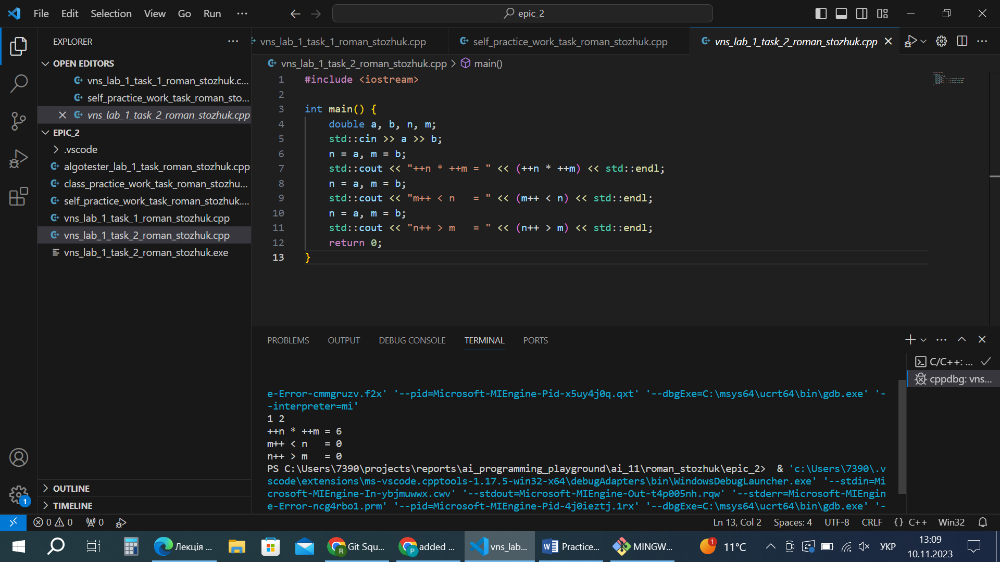 File Edit Selection View Go Run ···
epic_2
EXPLORER
vns_lab_1_task_1_roman_stozhuk.cpp
self_practice_work_task_roman_stozhuk.cpp
vns_lab_1_task_2_roman_stozhuk.cpp
OPEN EDITORS
vns_lab_1_task_1_roman_stozhuk.c...
self_practice_work_task_roman_sto...
vns_lab_1_task_2_roman_stozhuk.cpp
EPIC_2
.vscode
algotester_lab_1_task_roman_stozhuk.cpp
class_practice_work_task_roman_stozhu...
self_practice_work_task_roman_stozhuk....
vns_lab_1_task_1_roman_stozhuk.cpp
vns_lab_1_task_2_roman_stozhuk.cpp
vns_lab_1_task_2_roman_stozhuk.exe
OUTLINE
TIMELINE
vns_lab_1_task_2_roman_stozhuk.cpp > main()
1 #include <iostream>
2
3 int main() {
4 double a, b, n, m;
5 std::cin >> a >> b;
6 n = a, m = b;
7 std::cout << "++n * ++m = " << (++n * ++m) << std::endl;
8 n = a, m = b;
9 std::cout << "m++ < n   = " << (m++ < n) << std::endl;
10 n = a, m = b;
11 std::cout << "n++ > m   = " << (n++ > m) << std::endl;
12 return 0;
13 }
PROBLEMS OUTPUT DEBUG CONSOLE TERMINAL PORTS
C/C++: ...
cppdbg: vns...
e-Error-cmmgruzv.f2x' '--pid=Microsoft-MIEngine-Pid-x5uy4j0q.qxt' '--dbgExe=C:\msys64\ucrt64\bin\gdb.exe' '-
-interpreter=mi'
1 2
++n * ++m = 6
m++ < n   = 0
n++ > m   = 0
PS C:\Users\7390\projects\reports\ai_programming_playground\ai_11\roman_stozhuk\epic_2>  & 'c:\Users\7390\.v
scode\extensions\ms-vscode.cpptools-1.17.5-win32-x64\debugAdapters\bin\WindowsDebugLauncher.exe' '--stdin=Mi
crosoft-MIEngine-In-ybjmuwwx.cwv' '--stdout=Microsoft-MIEngine-Out-t4p005nh.rqw' '--stderr=Microsoft-MIEngin
e-Error-ncg4rbo1.prm' '--pid=Microsoft-MIEngine-Pid-4j0ieztj.1rx' '--dbgExe=C:\msys64\ucrt64\bin\gdb.exe' '-
1
0 0 0 Ln 13, Col 2 Spaces: 4 UTF-8 CRLF {} C++ Win32
Лекція ... Git Squ... added ... vns_lab... Practice... MINGW... 1 11°C УКР
13:09
10.11.2023